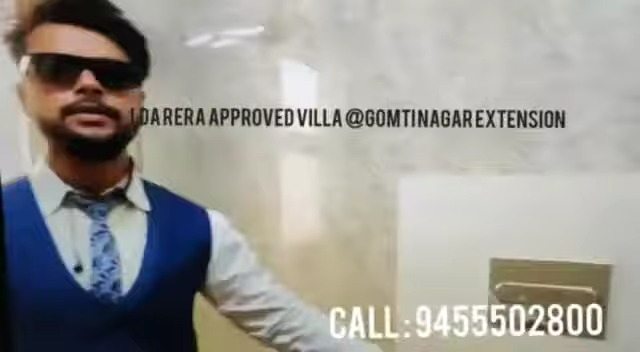 LDA RERA APPROVED VILLA @GOMTINAGAR EXTENSION
CALL : 9455502800